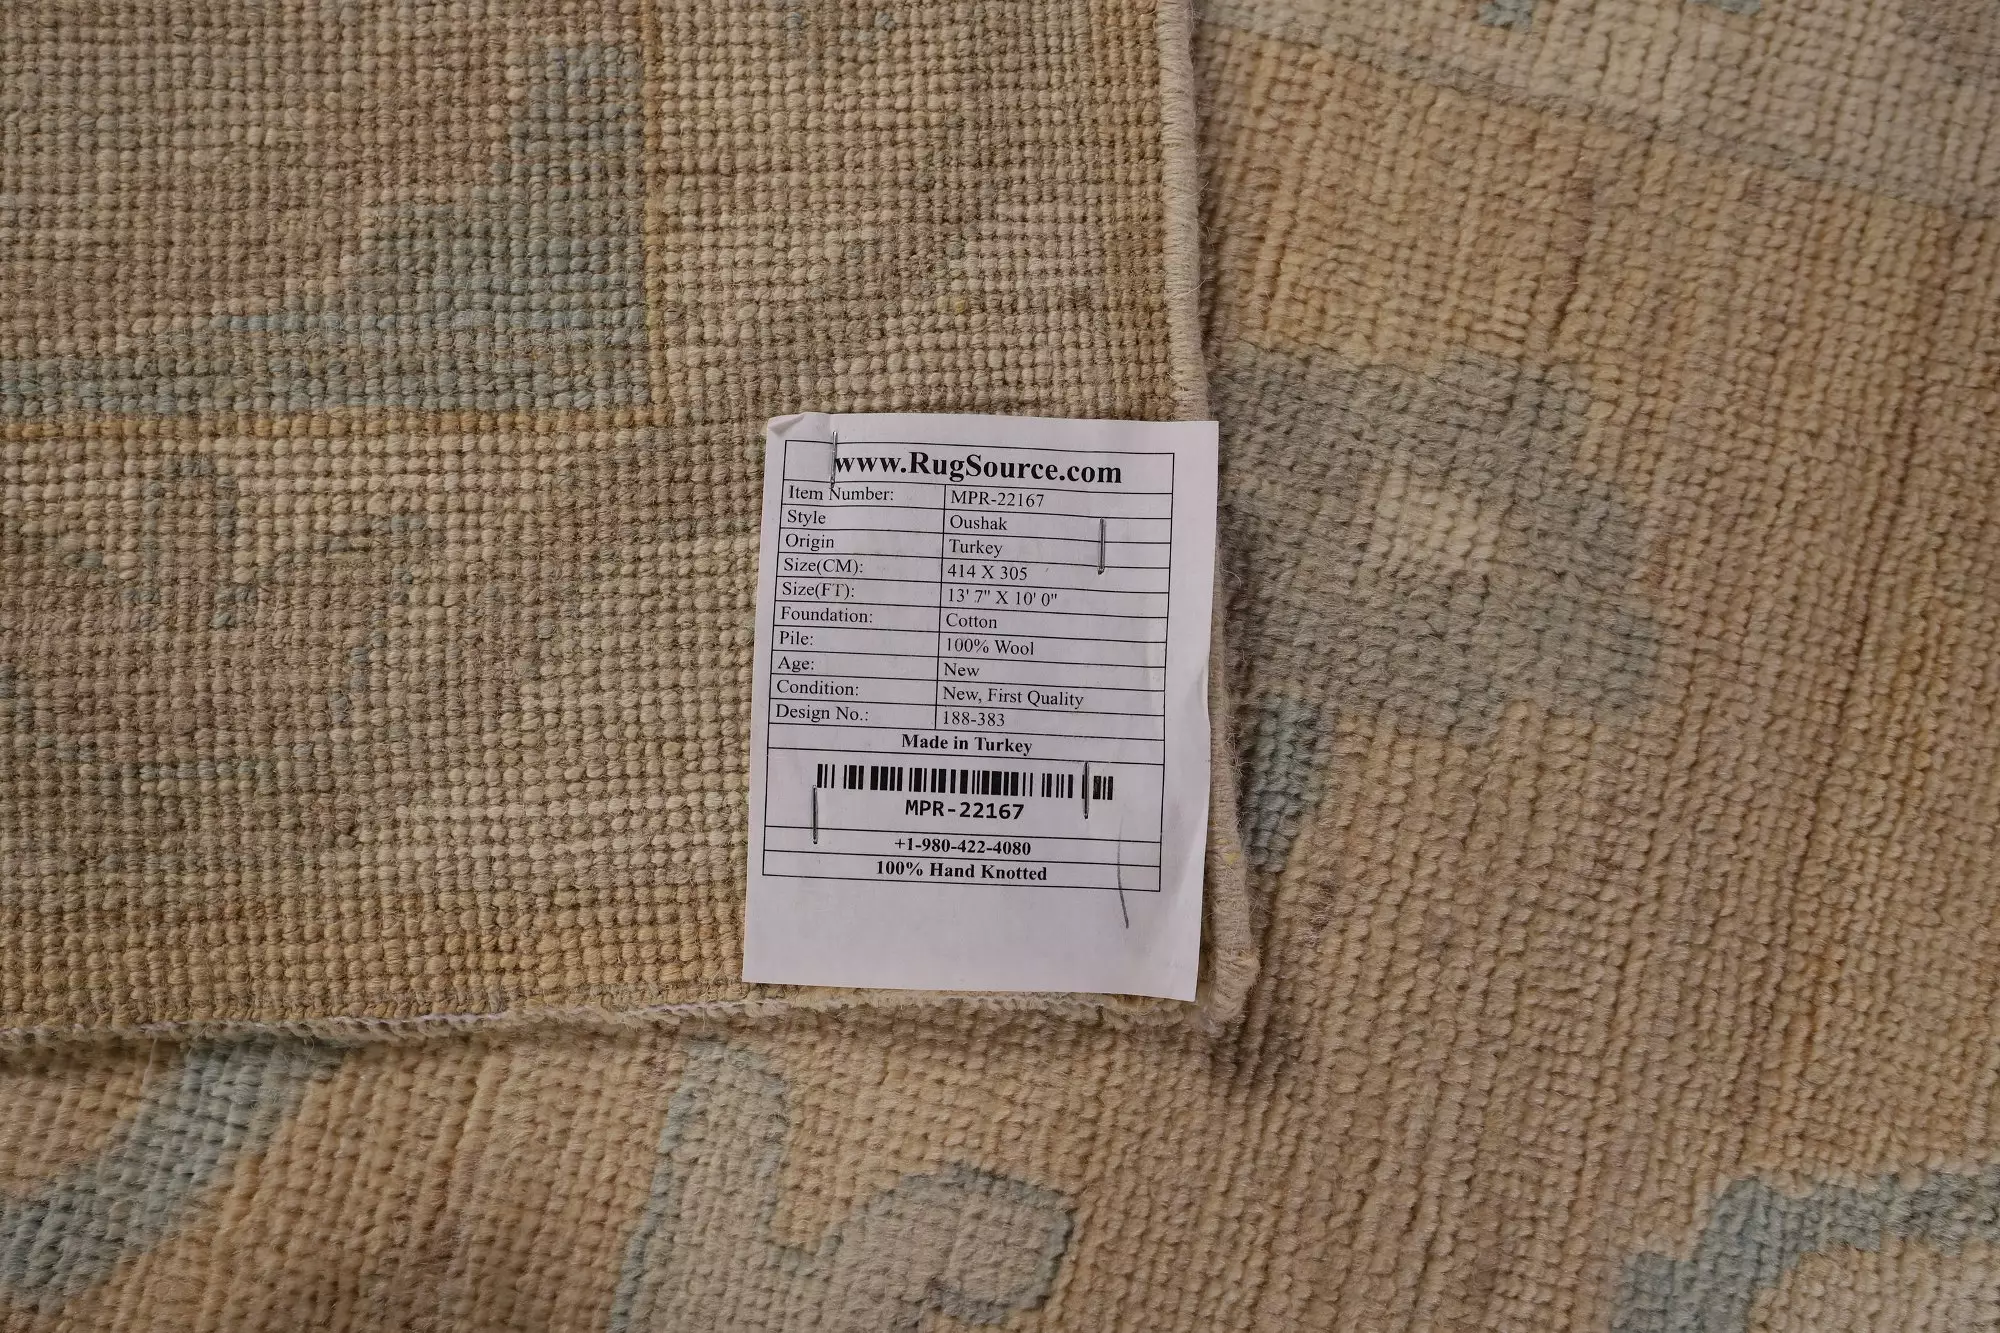 www.RugSource.com
Item Number: MPR-22167
Style Oushak
Origin Turkey
Size(CM): 414 X 305
Size(FT): 13' 7" X 10' 0"
Foundation: Cotton
Pile: 100% Wool
Age: New
Condition: New, First Quality
Design No.: 188-383
Made in Turkey
MPR-22167
+1-980-422-4080
100% Hand Knotted